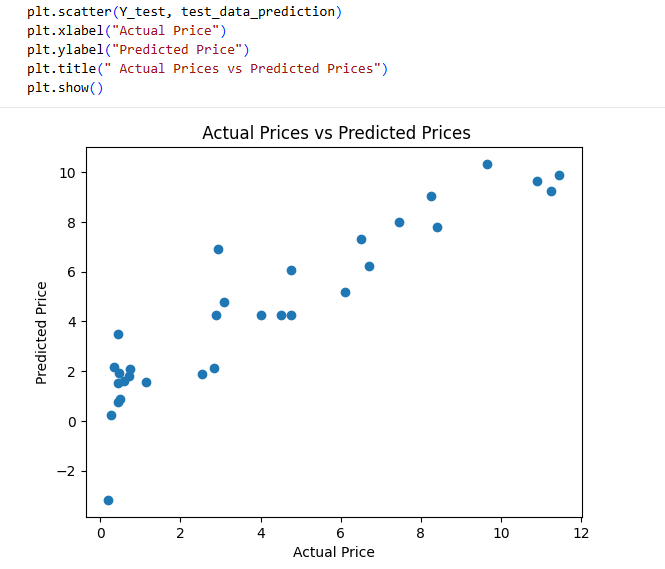 plt.scatter(Y_test, test_data_prediction)
plt.xlabel("Actual Price")
plt.ylabel("Predicted Price")
plt.title(" Actual Prices vs Predicted Prices")
plt.show()
Actual Prices vs Predicted Prices
10
8
6
4
2
0
−2
Predicted Price
0 2 4 6 8 10 12
Actual Price